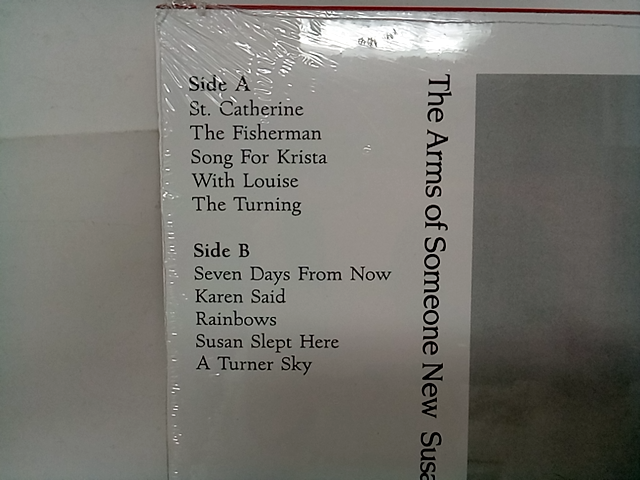 Side A
St. Catherine
The Fisherman
Song For Krista
With Louise
The Turning
Side B
Seven Days From Now
Karen Said
Rainbows
Susan Slept Here
A Turner Sky
The Arms of Someone New Susa